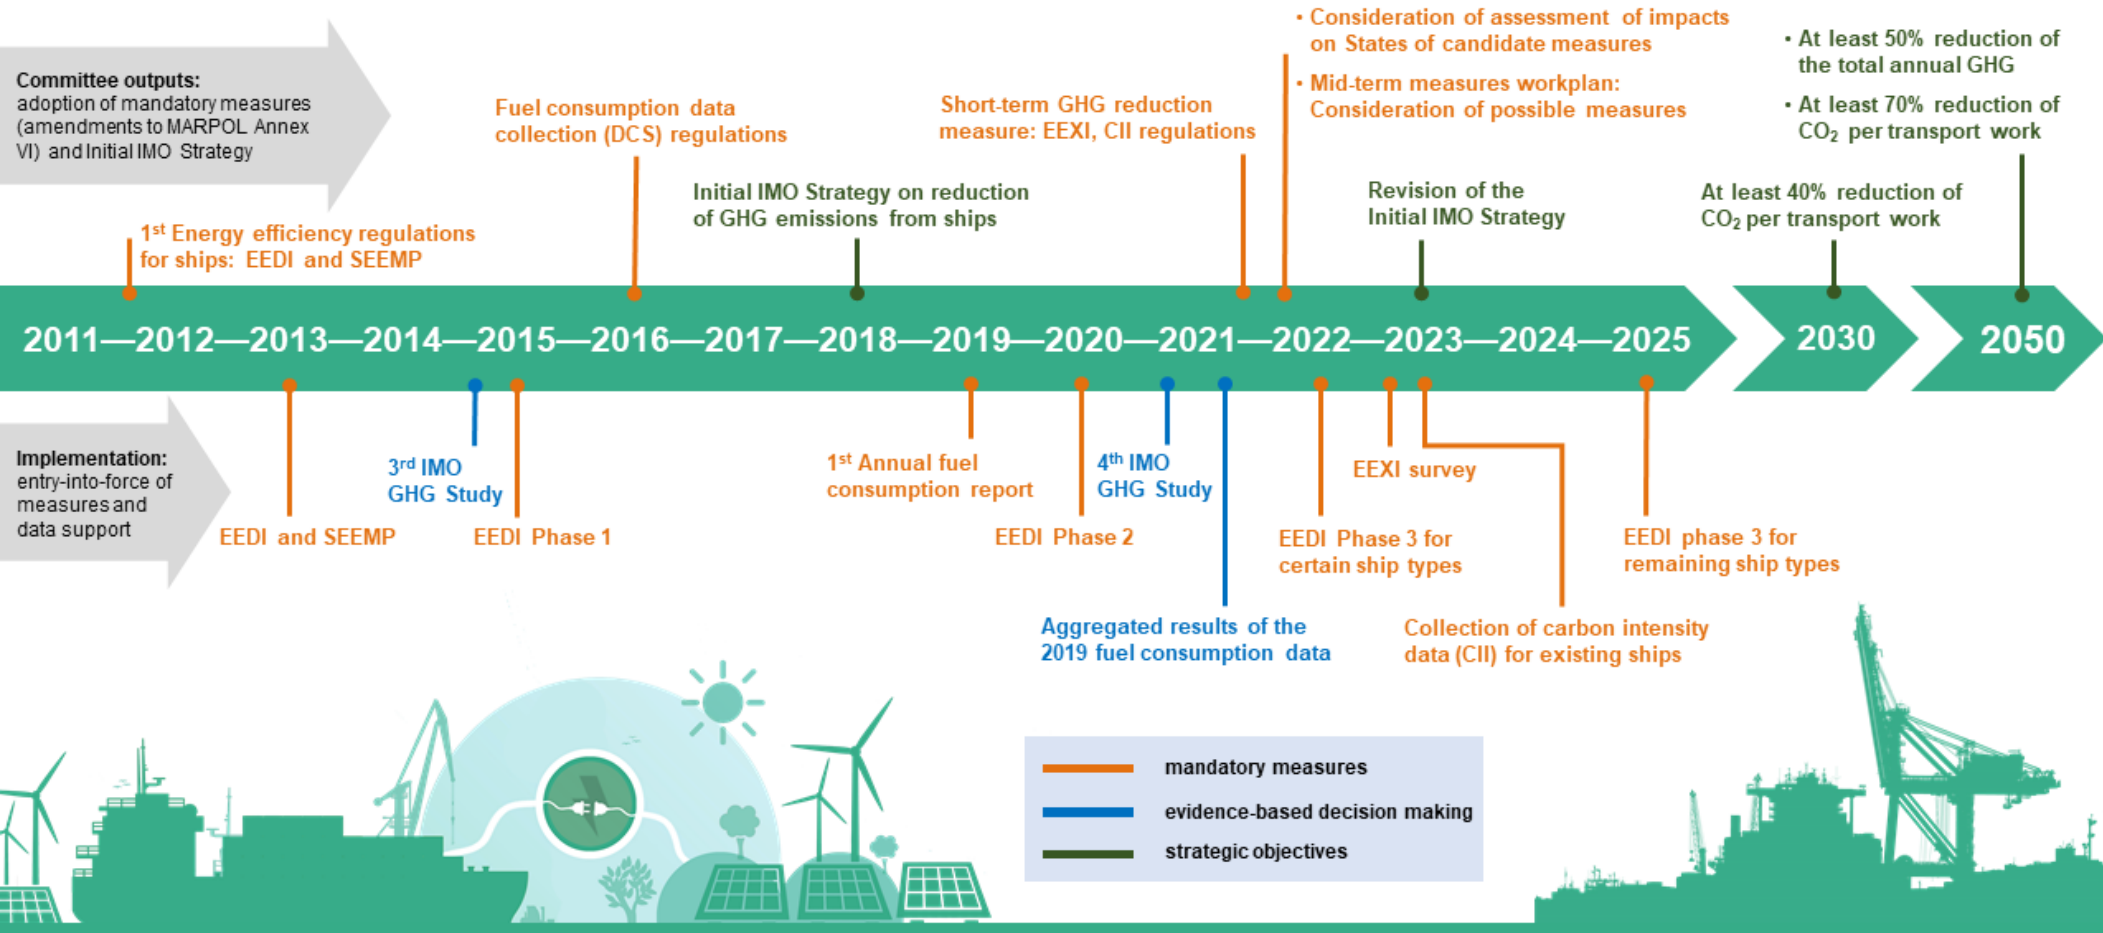 Committee outputs:
adoption of mandatory measures
(amendments to MARPOL Annex
VI) and Initial IMO Strategy
1st Energy efficiency regulations
for ships: EEDI and SEEMP
Fuel consumption data
collection (DCS) regulations
Initial IMO Strategy on reduction
of GHG emissions from ships
Short-term GHG reduction
measure: EEXI, CII regulations
• Consideration of assessment of impacts
on States of candidate measures
• Mid-term measures workplan:
Consideration of possible measures
Revision of the
Initial IMO Strategy
At least 40% reduction of
CO₂ per transport work
• At least 50% reduction of
the total annual GHG
• At least 70% reduction of
CO₂ per transport work
2011—2012—2013—2014—2015—2016—2017—2018—2019—2020—2021—2022—2023—2024—2025
2030
2050
Implementation:
entry-into-force of
measures and
data support
EEDI and SEEMP
3rd IMO
GHG Study
EEDI Phase 1
1st Annual fuel
consumption report
EEDI Phase 2
4th IMO
GHG Study
Aggregated results of the
2019 fuel consumption data
EEDI Phase 3 for
certain ship types
EEXI survey
Collection of carbon intensity
data (CII) for existing ships
EEDI phase 3 for
remaining ship types
mandatory measures
evidence-based decision making
strategic objectives